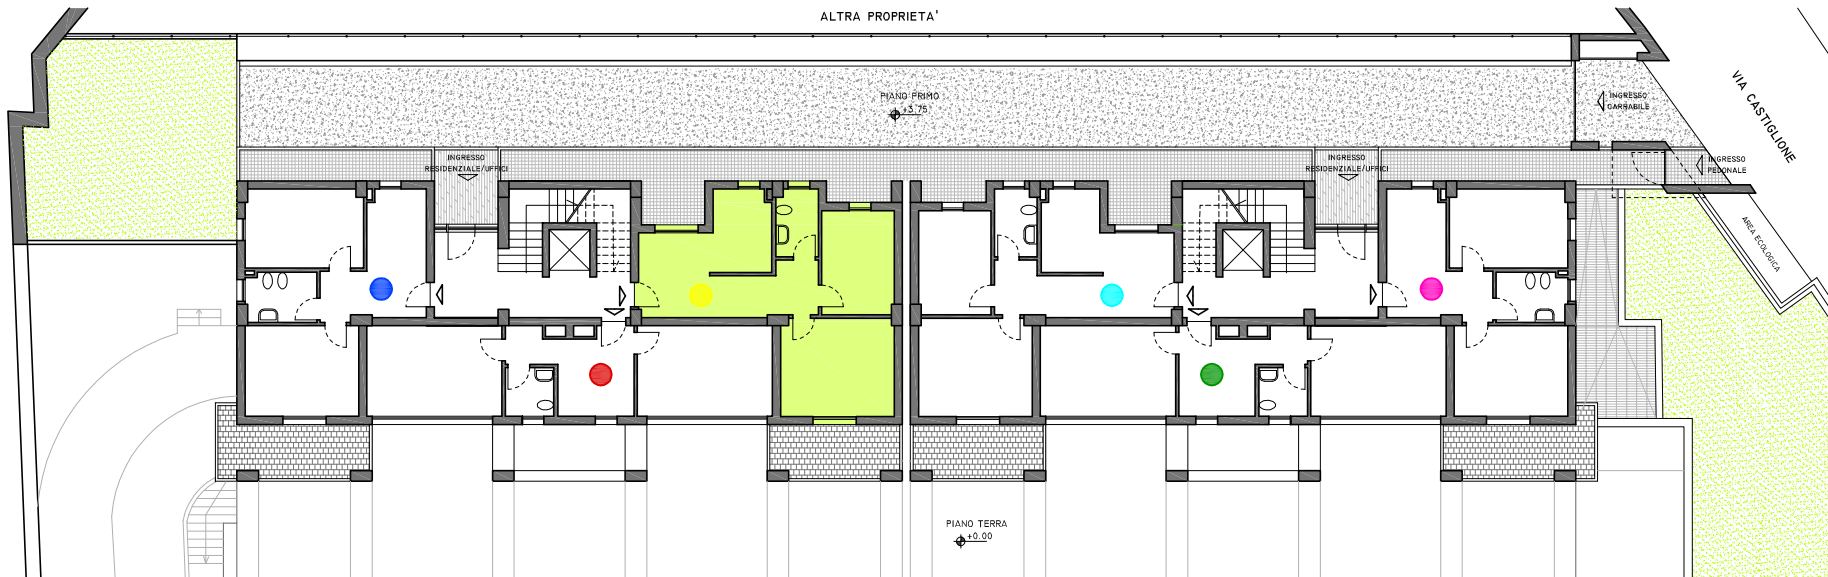 ALTRA PROPRIETA'
VIA CASTIGLIONE
PIANO PRIMO
+3.75
INGRESSO
CARRABILE
INGRESSO
RESIDENZIALE/UFFICI
INGRESSO
RESIDENZIALE/UFFICI
INGRESSO
PEDONALE
AREA ECOLOGICA
PIANO TERRA
+0.00